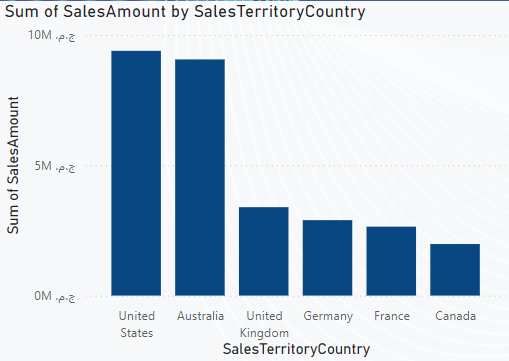 Sum of SalesAmount by SalesTerritoryCountry
Sum of SalesAmount
ج.م.‏ 10M
ج.م.‏ 5M
ج.م.‏ 0M
United States
Australia
United Kingdom
Germany
France
Canada
SalesTerritoryCountry